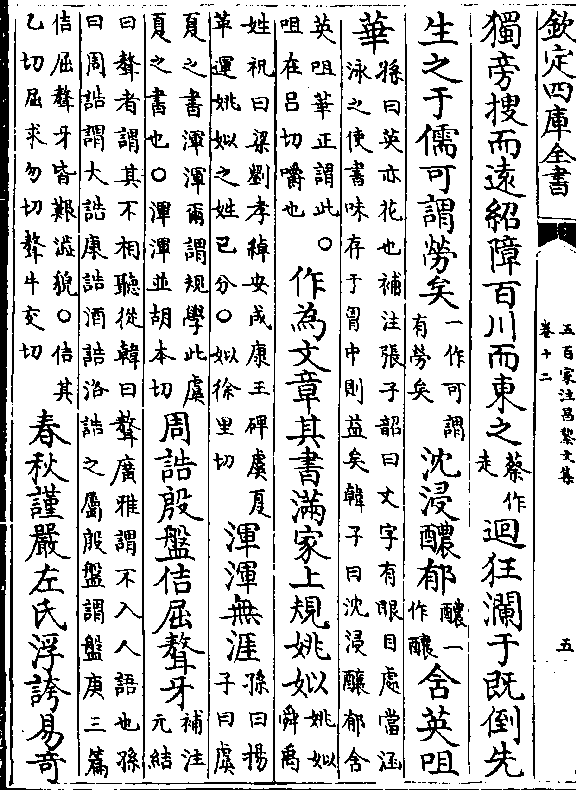 欽定四庫全書
五百家注昌黎文集
卷十二
五
獨旁搜而遠紹障百川而東之蔡作走迴狂瀾于既倒先
生之于儒可謂勞矣一作可謂有勞矣沈浸醲郁醲一作釀含英咀
華孫曰英亦花也補注張子韶曰文字有眼目處當涵泳之使書味存于胷中則益矣韓子曰沈浸醲郁含
英咀華正謂此○咀在吕切嚼也作為文章其書滿家上規姚姒姚姒舜禹
姓祝曰梁劉孝綽安成康王碑虞夏革運姚姒之姓已分○姒徐里切渾渾無涯孫曰揚子曰虞
夏之書渾渾爾謂規學此虞夏之書也○渾渾並胡本切周誥殷盤佶屈聱牙補注元結
曰聱者謂其不相聽從韓曰聱廣雅謂不入人語也孫曰周誥謂大誥康誥酒誥洛誥之屬殷盤謂盤庚三篇
佶屈聱牙皆艱澁貌○佶其乙切屈求勿切聱牛交切春秋謹嚴左氏浮誇易奇